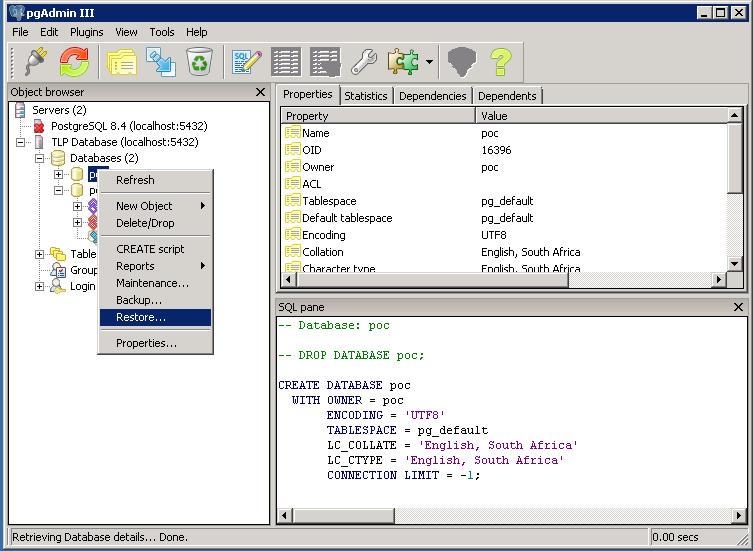 pgAdmin III
File Edit Plugins View Tools Help
SQL
Object browser
Servers (2)
PostgreSQL 8.4 (localhost:5432)
TLP Database (localhost:5432)
Databases (2)
Table
Group
Login
Refresh
New Object
Delete/Drop
CREATE script
Reports
Maintenance...
Backup...
Restore...
Properties...
Properties Statistics Dependencies Dependents
Property Value
Name poc
OID 16396
Owner poc
ACL
Tablespace pg_default
Default tablespace pg_default
Encoding UTF8
Collation English, South Africa
Character type English, South Africa
SQL pane
-- Database: poc
-- DROP DATABASE poc;
CREATE DATABASE poc
WITH OWNER = poc
ENCODING = 'UTF8'
TABLESPACE = pg_default
LC_COLLATE = 'English, South Africa'
LC_CTYPE = 'English, South Africa'
CONNECTION LIMIT = -1;
Retrieving Database details... Done. 0.00 secs